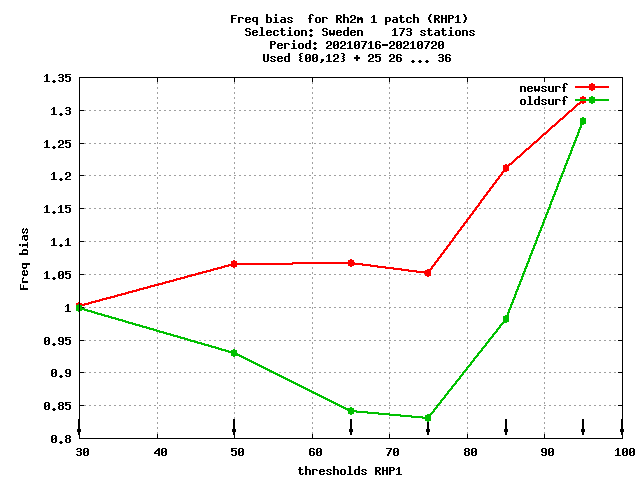 Freq bias  for Rh2m 1 patch (RHP1)
Selection: Sweden    173 stations
Period: 20210716-20210720
Used {00,12} + 25 26 ... 36
newsurf
oldsurf
Freq bias
1.35
1.3
1.25
1.2
1.15
1.1
1.05
1
0.95
0.9
0.85
0.8
30 40 50 60 70 80 90 100
thresholds RHP1